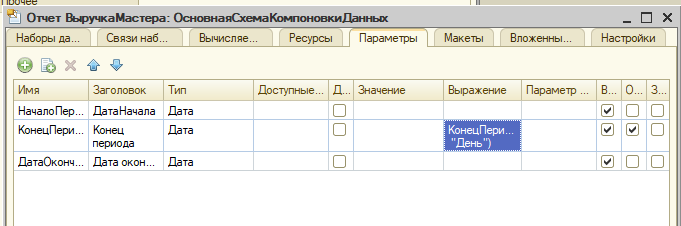 Прочее
Отчет ВыручкаМастера: ОсновнаяСхемаКомпоновкиДанных
Наборы да... Связи наб... Вычисляе... Ресурсы Параметры Макеты Вложенны... Настройки
Имя Заголовок Тип Доступные... Д... Значение Выражение Параметр ... В... О... З...
НачалоПер... ДатаНачала Дата
КонецПери... Конец Дата КонецПери...
периода "День")
ДатаОконч... Дата окон... Дата